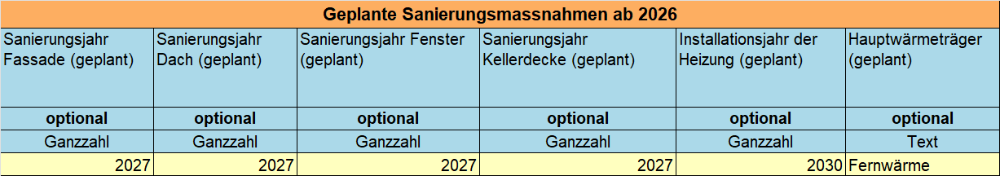 Geplante Sanierungsmassnahmen ab 2026
Sanierungsjahr Fassade (geplant)
Sanierungsjahr Dach (geplant)
Sanierungsjahr Fenster (geplant)
Sanierungsjahr Kellerdecke (geplant)
Installationsjahr der Heizung (geplant)
Hauptwärmeträger (geplant)
optional optional optional optional optional optional
Ganzzahl Ganzzahl Ganzzahl Ganzzahl Ganzzahl Text
2027 2027 2027 2027 2030 Fernwärme